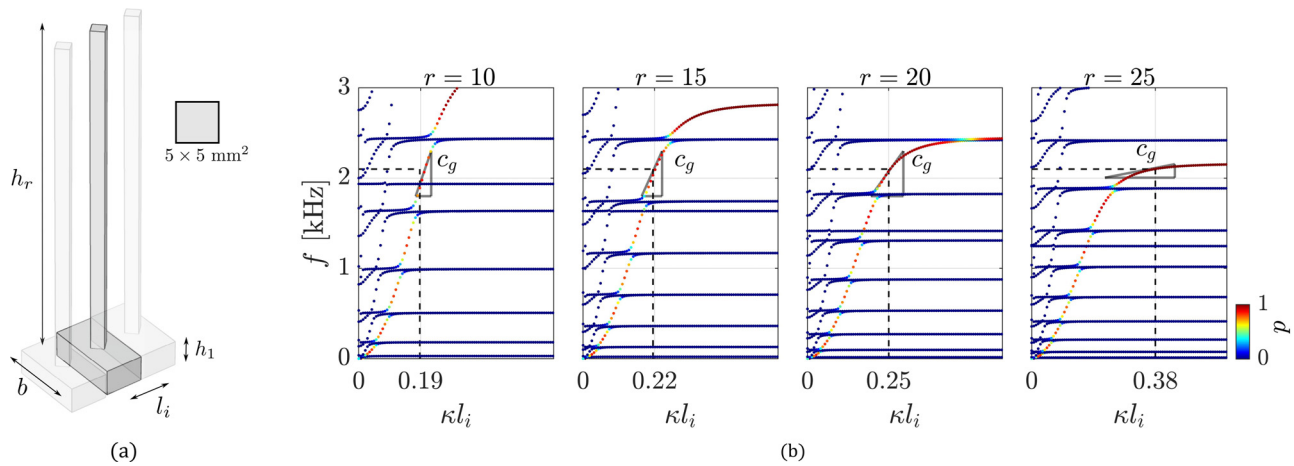 h_r
5 × 5 mm²
h_1
b
l_i
(a)
r = 10
r = 15
r = 20
r = 25
f [kHz]
3
2
1
0
c_g
c_g
c_g
c_g
0 0.19
0 0.22
0 0.25
0 0.38
κl_i
κl_i
κl_i
κl_i
1
0
p
(b)